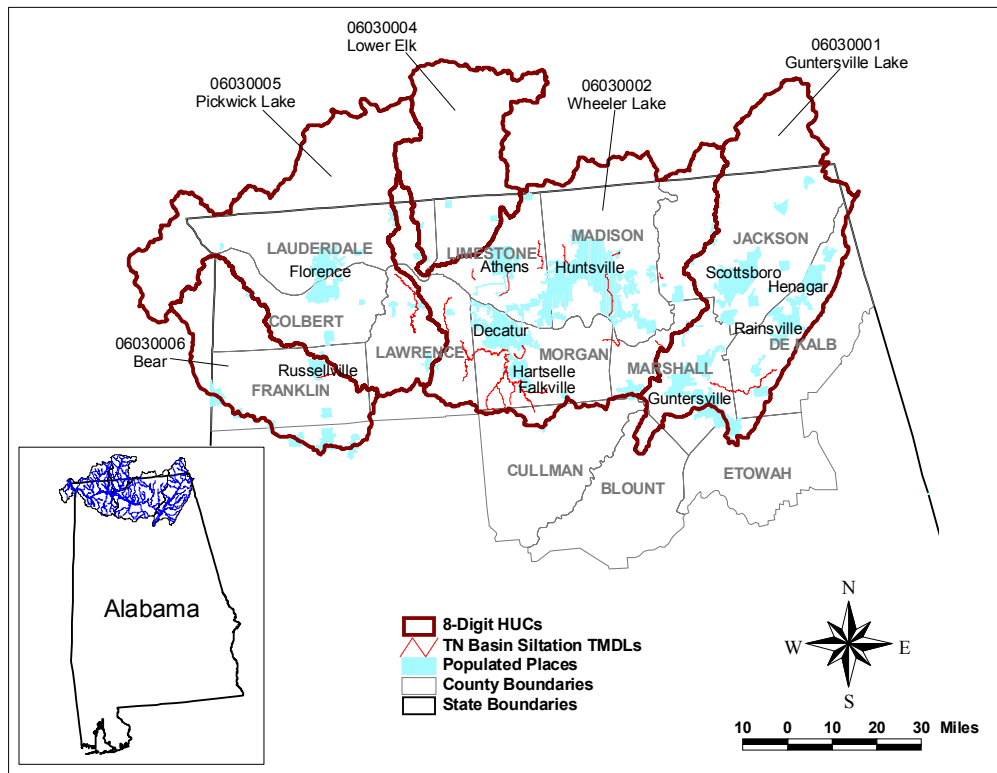 06030004
Lower Elk
06030001
Guntersville Lake
06030005
Pickwick Lake
06030002
Wheeler Lake
MADISON
LAUDERDALE
LIMESTONE
JACKSON
Florence
Athens
Huntsville
Scottsboro
Henagar
COLBERT
Decatur
Rainsville
DE KALB
06030006
Bear
LAWRENCE
MORGAN
MARSHALL
Russellville
Hartselle
FRANKLIN
Falkville
Guntersville
CULLMAN
BLOUNT
ETOWAH
Alabama
8-Digit HUCs
TN Basin Siltation TMDLs
Populated Places
County Boundaries
State Boundaries
N
W
E
S
10 0 10 20 30 Miles